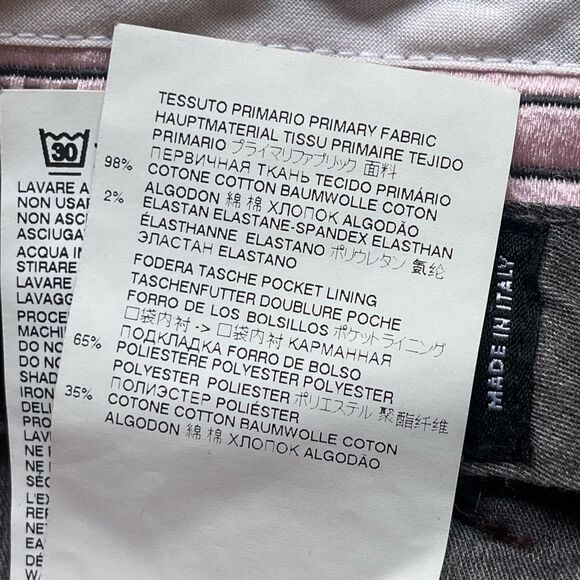 TESSUTO PRIMARIO PRIMARY FABRIC
HAUPTMATERIAL TISSU PRIMAIRE TEJIDO
PRIMARIO プライマリファブリック 面料
ПЕРВИЧНАЯ ТКАНЬ TECIDO PRIMÁRIO
98% COTONE COTTON BAUMWOLLE COTON
ALGODON 綿 棉 ХЛОПОК ALGODÃO
2% ELASTAN ELASTANE-SPANDEX ELASTHAN
ÉLASTHANNE ELASTANO ポリウレタン 氨纶
ЭЛАСТАН ELASTANO
FODERA TASCHE POCKET LINING
TASCHENFUTTER DOUBLURE POCHE
FORRO DE LOS BOLSILLOS ポケットライニング
口袋内衬 -> 口袋内衬 КАРМАННАЯ
ПОДКЛАДКА FORRO DE BOLSO
65% POLIESTERE POLYESTER POLYESTER
POLYESTER POLIESTER ポリエステル 聚酯纤维
ПОЛИЭСТЕР POLIÉSTER
35% COTONE COTTON BAUMWOLLE COTON
ALGODON 綿 棉 ХЛОПОК ALGODÃO
30
LAVARE A
NON USA
NON ASC
ASCIUGA
ACQUA IN
STIRARE
LAVARE
LAVAGG
PROCE
MACHI
DO NO
DO NO
SHAD
IRON
DELI
PRO
LAV
NE
NE
SÉC
L'EX
REP
NET
EAU
DÉ
MADE IN ITALY